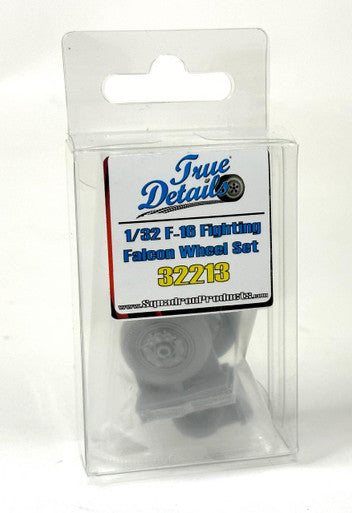 True
Details
1/32 F-16 Fighting
Falcon Wheel Set
32213
www.SquadronProducts.com